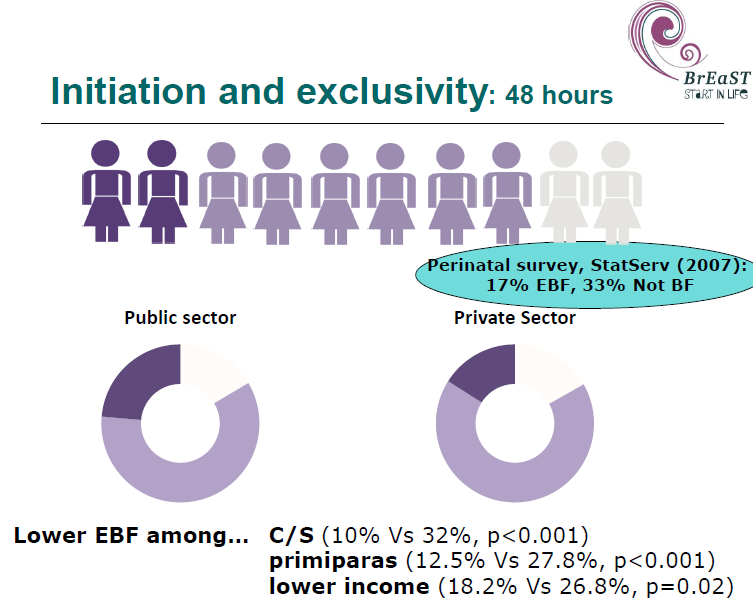 BrEaST
START IN LIFE
Initiation and exclusivity: 48 hours
Perinatal survey, StatServ (2007):
17% EBF, 33% Not BF
Public sector
Private Sector
Lower EBF among… C/S (10% Vs 32%, p<0.001)
primiparas (12.5% Vs 27.8%, p<0.001)
lower income (18.2% Vs 26.8%, p=0.02)